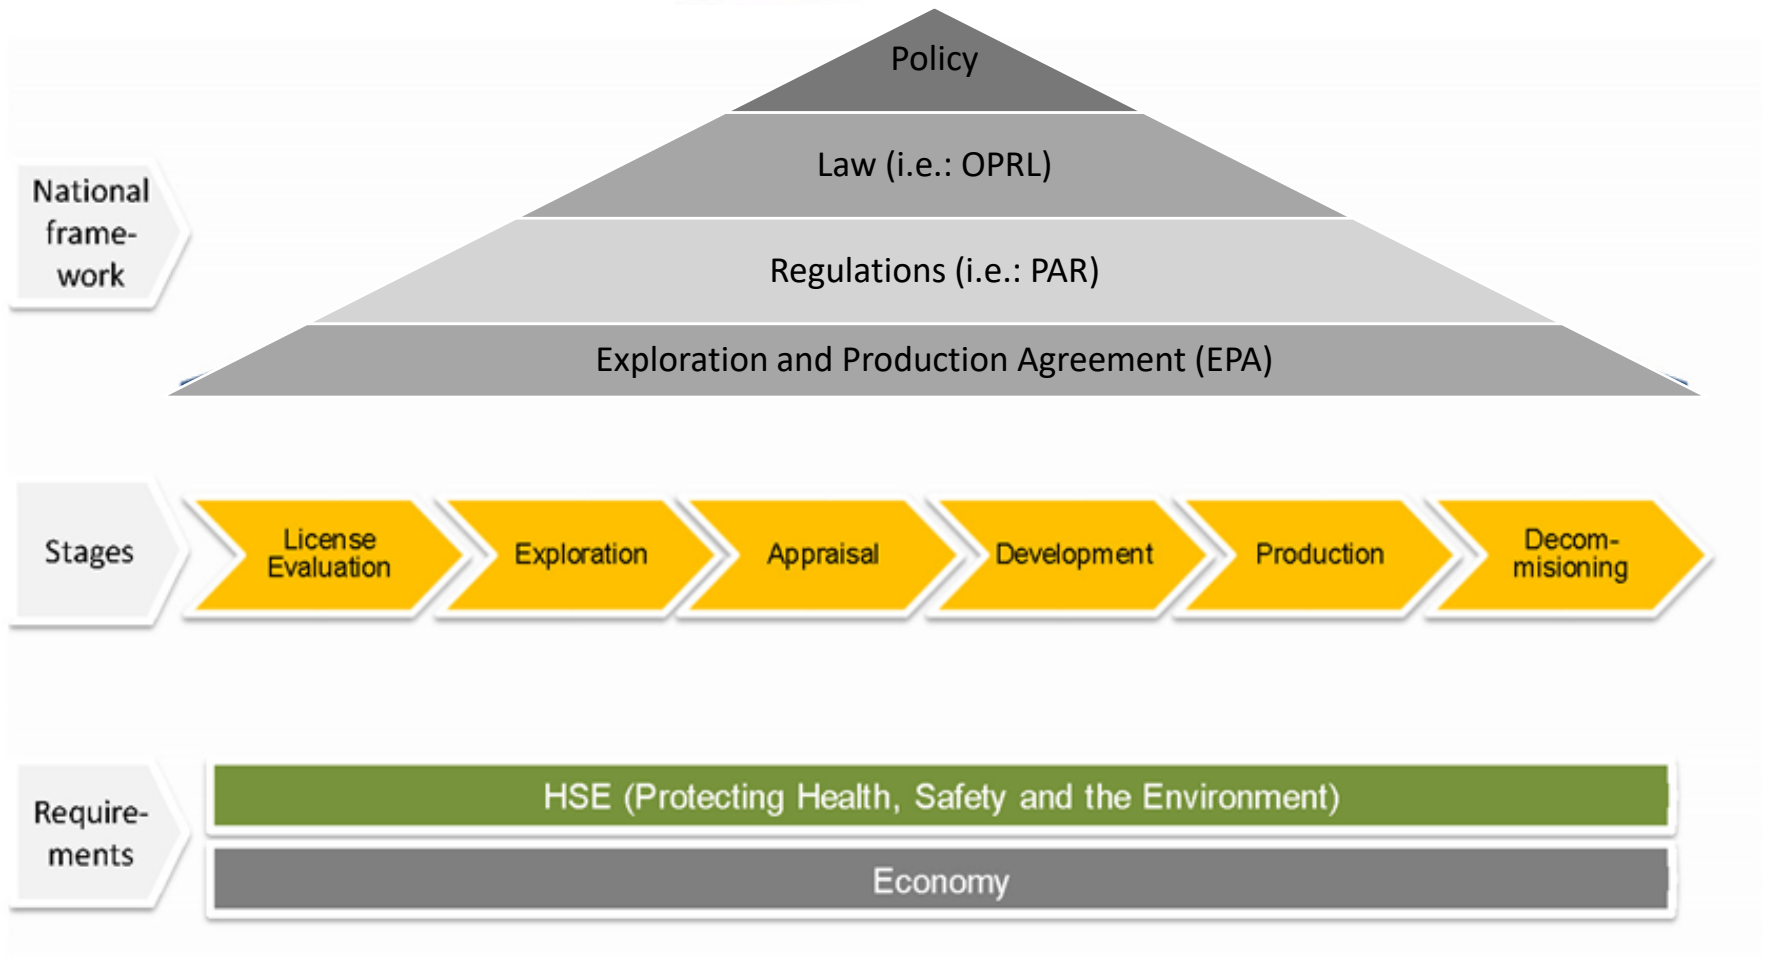 Policy
Law (i.e.: OPRL)
Regulations (i.e.: PAR)
Exploration and Production Agreement (EPA)
National
frame-
work
Stages
License
Evaluation
Exploration
Appraisal
Development
Production
Decom-
misioning
Require-
ments
HSE (Protecting Health, Safety and the Environment)
Economy